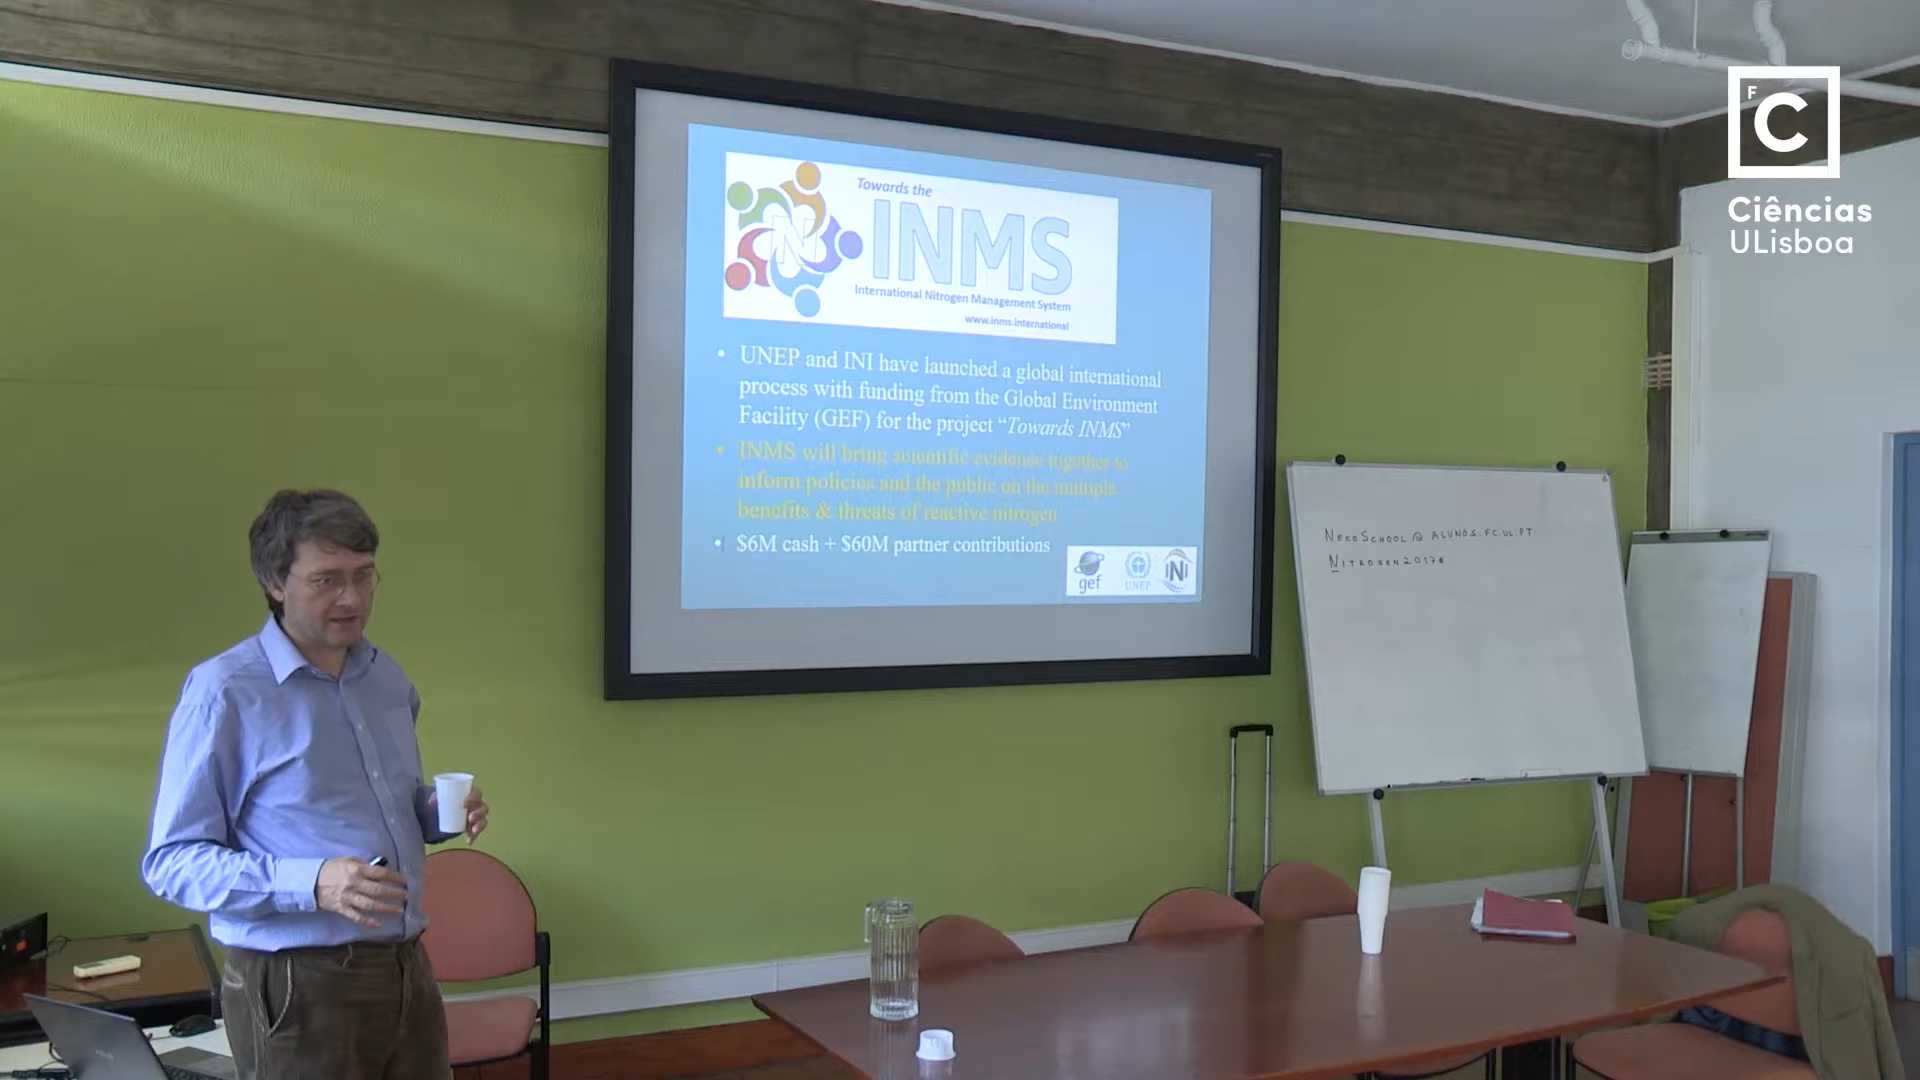 Towards the
N
INMS
International Nitrogen Management System
www.inms.international
• UNEP and INI have launched a global international
process with funding from the Global Environment
Facility (GEF) for the project “Towards INMS”
• INMS will bring scientific evidence together to
inform policies and the public on the multiple
benefits & threats of reactive nitrogen
• $6M cash + $60M partner contributions
gef
UNEP
INI
NECO.SCHOOL@ALUNOS.FC.UL.PT
F
C
Ciências
ULisboa